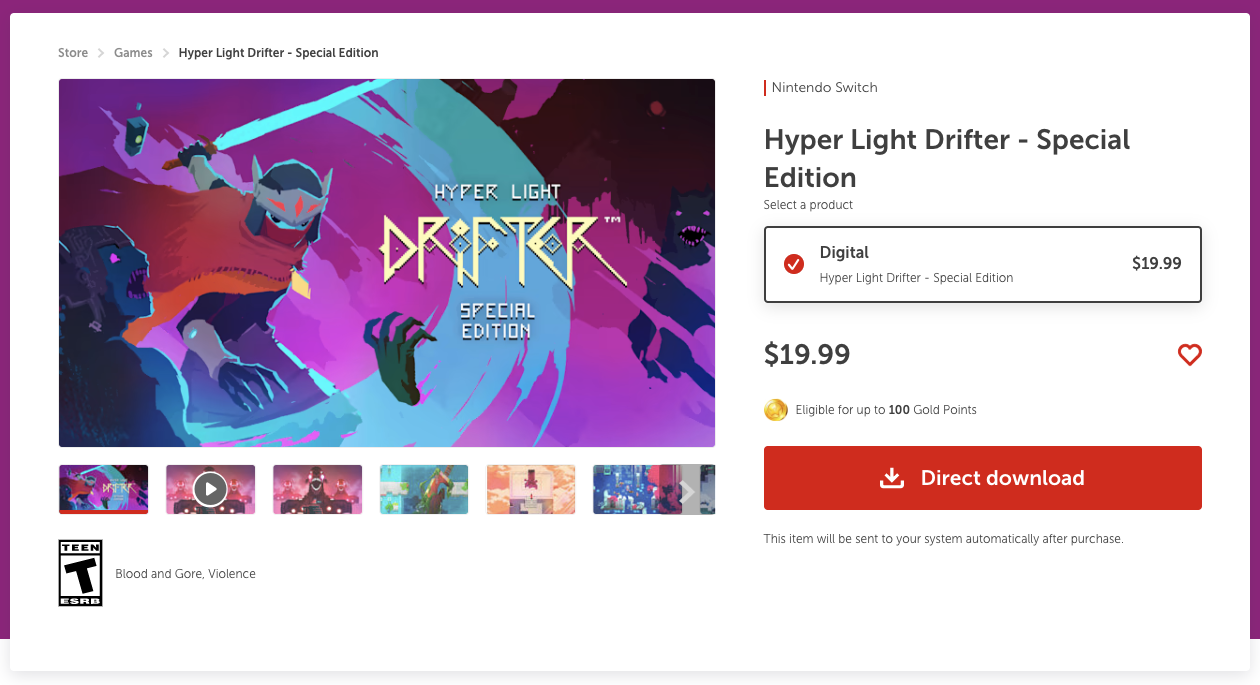 Store > Games > Hyper Light Drifter - Special Edition
HYPER LIGHT
DRIFTER™
SPECIAL
EDITION
TEEN
T
ESRB
Blood and Gore, Violence
Nintendo Switch
Hyper Light Drifter - Special
Edition
Select a product
Digital
$19.99
Hyper Light Drifter - Special Edition
$19.99
Eligible for up to 100 Gold Points
Direct download
This item will be sent to your system automatically after purchase.